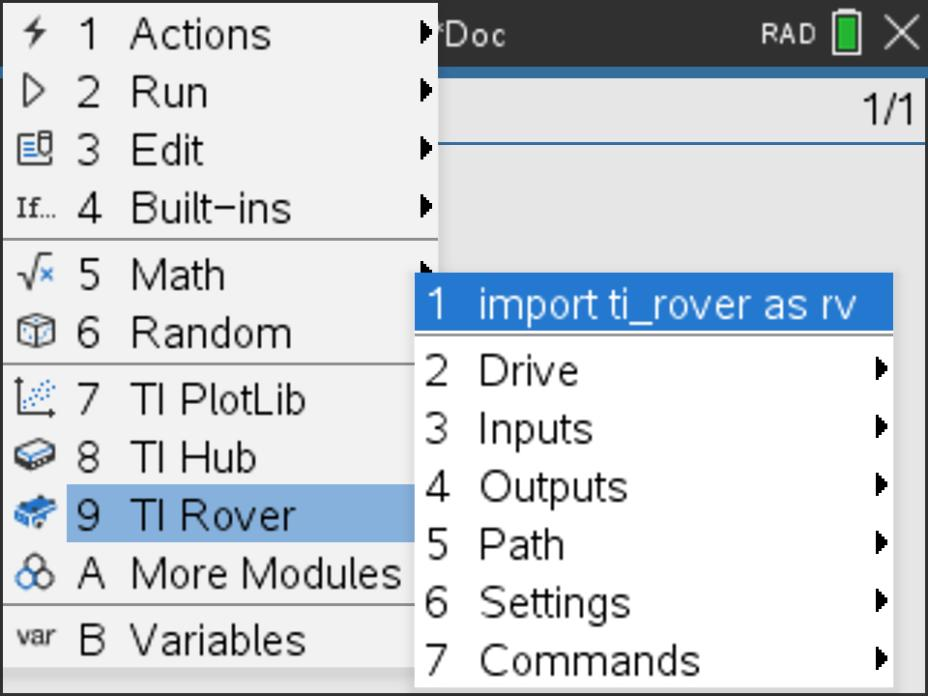 *Doc
RAD
1/1
1 Actions
2 Run
3 Edit
If... 4 Built-ins
√x 5 Math
6 Random
7 TI PlotLib
8 TI Hub
9 TI Rover
A More Modules
var B Variables
1 import ti_rover as rv
2 Drive
3 Inputs
4 Outputs
5 Path
6 Settings
7 Commands